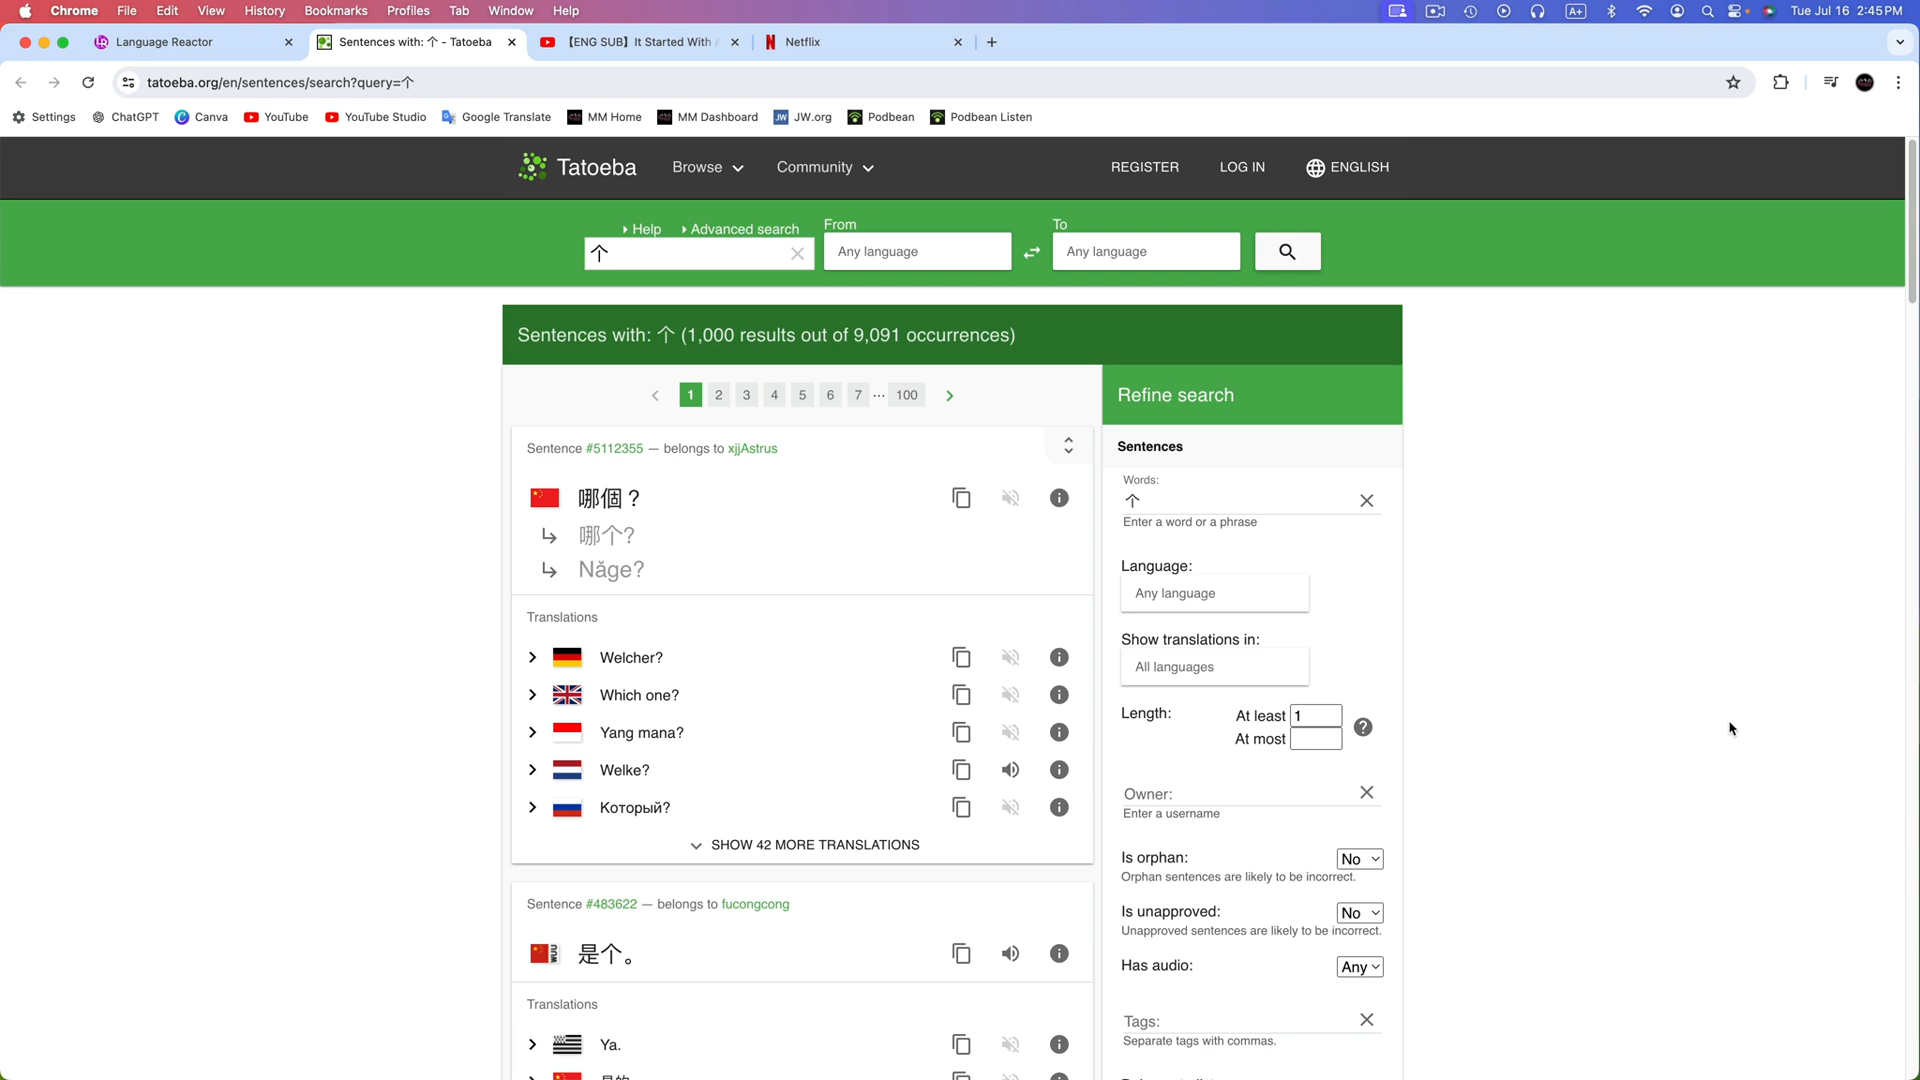 Chrome File Edit View History Bookmarks Profiles Tab Window Help A+ Tue Jul 16 2:45 PM
Language Reactor
Sentences with: 个 - Tatoeba
【ENG SUB】It Started With
Netflix
tatoeba.org/en/sentences/search?query=个
Settings ChatGPT Canva YouTube YouTube Studio Google Translate MM Home MM Dashboard JW.org Podbean Podbean Listen
Tatoeba Browse Community REGISTER LOG IN ENGLISH
Help Advanced search From To
个 Any language Any language
Sentences with: 个 (1,000 results out of 9,091 occurrences)
1 2 3 4 5 6 7 ... 100
Sentence #5112355 — belongs to xjjAstrus
哪個？
哪个?
Nǎge?
Translations
Welcher?
Which one?
Yang mana?
Welke?
Который?
SHOW 42 MORE TRANSLATIONS
Sentence #483622 — belongs to fucongcong
WUU
是个。
Translations
Ya.
Refine search
Sentences
Words:
个
Enter a word or a phrase
Language:
Any language
Show translations in:
All languages
Length: At least 1
At most
Owner:
Enter a username
Is orphan: No
Orphan sentences are likely to be incorrect.
Is unapproved: No
Unapproved sentences are likely to be incorrect.
Has audio: Any
Tags:
Separate tags with commas.